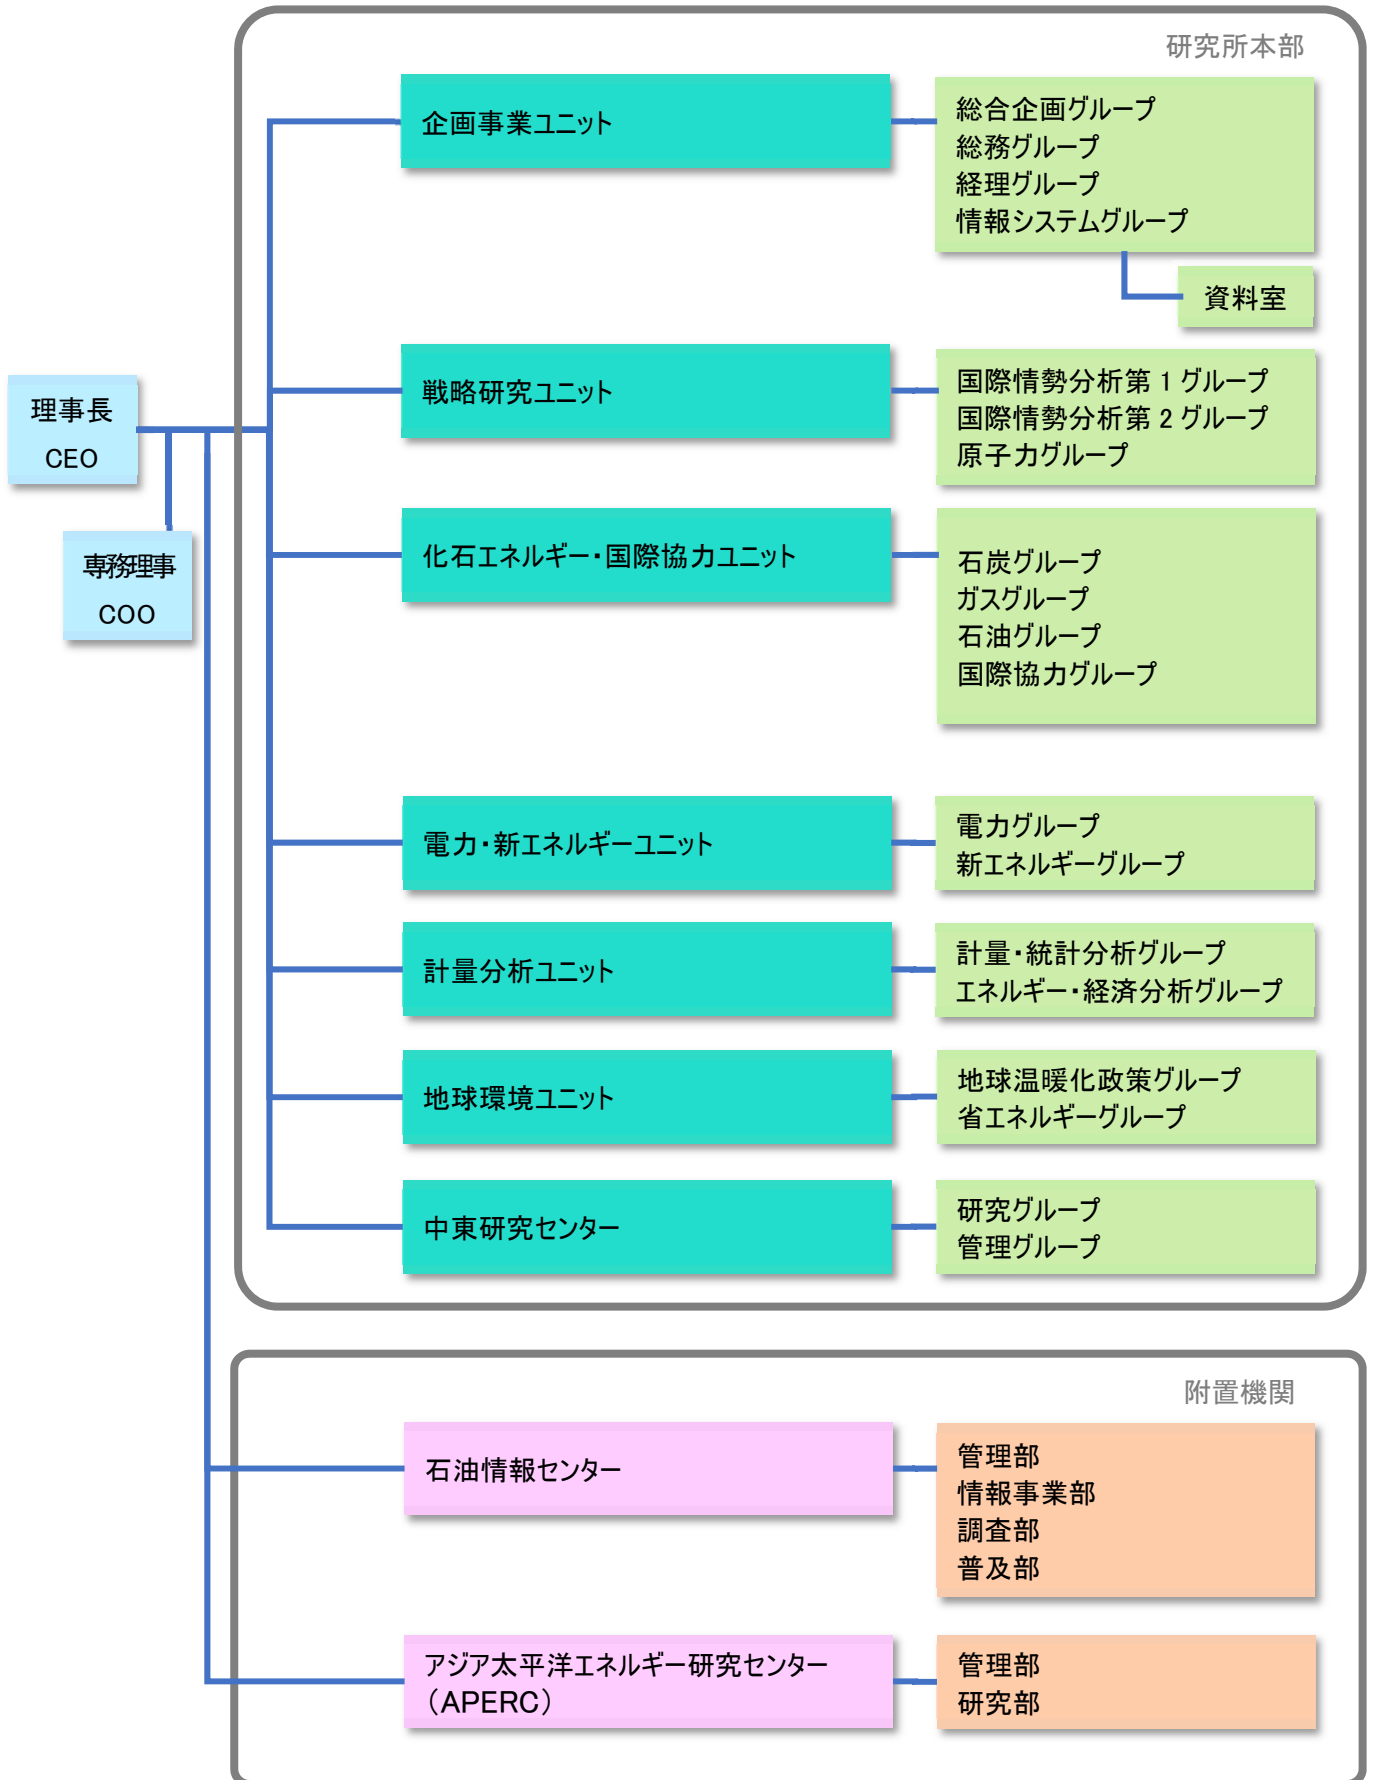 研究所本部
企画事業ユニット
総合企画グループ
総務グループ
経理グループ
情報システムグループ
資料室
理事長
CEO
専務理事
COO
戦略研究ユニット
国際情勢分析第1グループ
国際情勢分析第2グループ
原子力グループ
化石エネルギー・国際協力ユニット
石炭グループ
ガスグループ
石油グループ
国際協力グループ
電力・新エネルギーユニット
電力グループ
新エネルギーグループ
計量分析ユニット
計量・統計分析グループ
エネルギー・経済分析グループ
地球環境ユニット
地球温暖化政策グループ
省エネルギーグループ
中東研究センター
研究グループ
管理グループ
附置機関
石油情報センター
管理部
情報事業部
調査部
普及部
アジア太平洋エネルギー研究センター
（APERC）
管理部
研究部